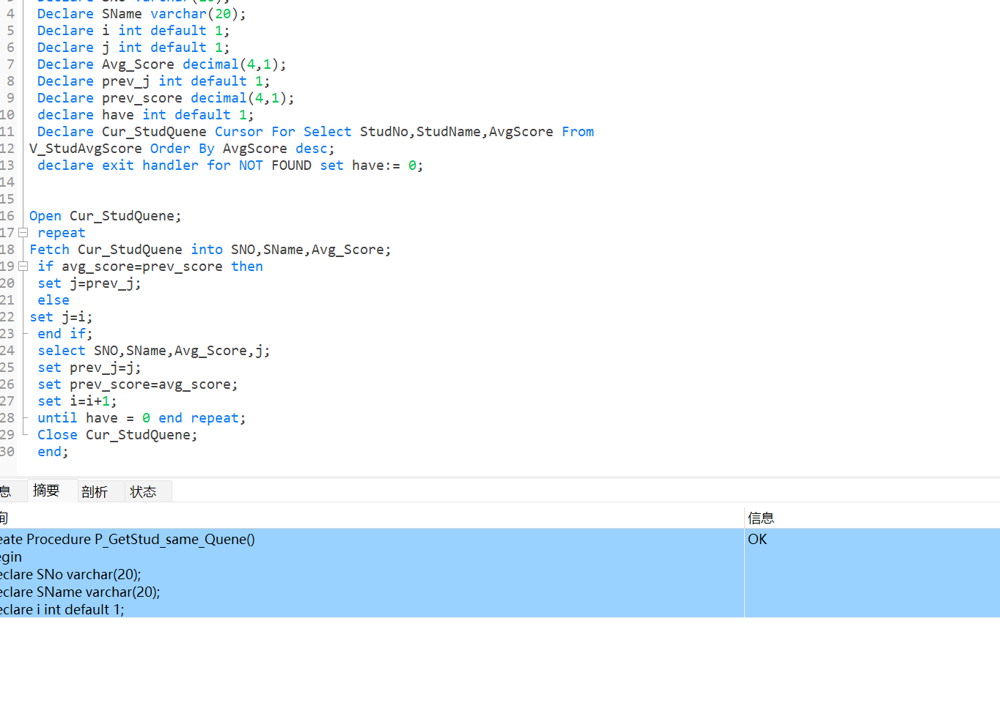 4 Declare SName varchar(20);
5 Declare i int default 1;
6 Declare j int default 1;
7 Declare Avg_Score decimal(4,1);
8 Declare prev_j int default 1;
9 Declare prev_score decimal(4,1);
10 declare have int default 1;
11 Declare Cur_StudQuene Cursor For Select StudNo,StudName,AvgScore From
12 V_StudAvgScore Order By AvgScore desc;
13 declare exit handler for NOT FOUND set have:= 0;
14
15
16 Open Cur_StudQuene;
17 repeat
18 Fetch Cur_StudQuene into SNO,SName,Avg_Score;
19 if avg_score=prev_score then
20 set j=prev_j;
21 else
22 set j=i;
23 end if;
24 select SNO,SName,Avg_Score,j;
25 set prev_j=j;
26 set prev_score=avg_score;
27 set i=i+1;
28 until have = 0 end repeat;
29 Close Cur_StudQuene;
30 end;
息 摘要 剖析 状态
询 信息
eate Procedure P_GetStud_same_Quene() OK
egin
eclare SNo varchar(20);
eclare SName varchar(20);
eclare i int default 1;